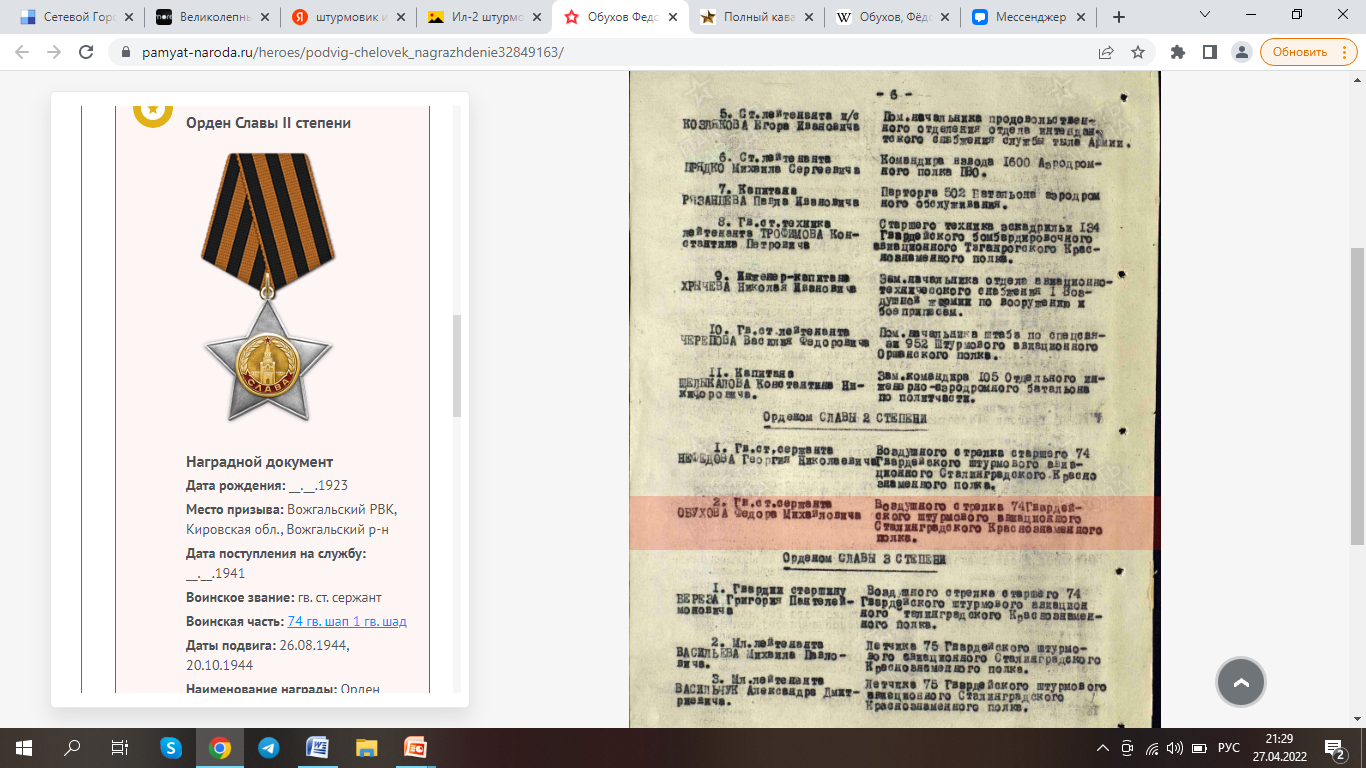 Сетевой Горо
Великолепны
штурмовик и
Ил-2 штурмо
Обухов Федо
Полный кава
Обухов, Фёдо
Мессенджер
pamyat-naroda.ru/heroes/podvig-chelovek_nagrazhdenie32849163/
Обновить
Орден Славы II степени
СЛАВА
Наградной документ
Дата рождения: __.__.1923
Место призыва: Вожгальский РВК,
Кировская обл., Вожгальский р-н
Дата поступления на службу:
__.__.1941
Воинское звание: гв. ст. сержант
Воинская часть: 74 гв. шап 1 гв. шад
Даты подвига: 26.08.1944,
20.10.1944
Наименование награды: Орден
- 6 -
5. Ст.лейтенанта и/с
КОЗЛЯКОВА Егора Ивановича
Пом.начальника продовольствен-
ного отделения отдела интендан-
тского снабжения службы тыла Армии.
6. Ст.лейтенанта
ПРЯДКО Михаила Сергеевича
Командира взвода 1600 Аэродром-
ного полка ПВО.
7. Капитана
РЯЗАНЦЕВА Павла Ивановича
Парторга 502 Батальона аэродром
ного обслуживания.
8. Гв.ст.техника
лейтенанта ТРОФИМОВА Кон-
стантина Петровича
Старшего техника эскадрильи 134
Гвардейского бомбардировочного
авиационного Таганрогского Крас-
нознаменного полка.
9. Инженер-капитана
ХРЫЧЕВА Николая Ивановича
Зам.начальника отдела авиационно-
технического снабжения I Воз-
душной армии по вооружению и
боеприпасам.
10. Гв.ст.лейтенанта
ЧЕРЕПОВА Василия Федоровича
Пом.начальника штаба по спецсвя-
зи 952 Штурмового авиационного
Оршанского полка.
11. Капитана
ШЕЛЫКАЛОВА Константина Ни-
кифоровича.
Зам.командира 105 Отдельного ин-
женерно-аэродромного батальона
по политчасти.
Орденом СЛАВЫ 2 СТЕПЕНИ
1. Гв.ст.сержанта
НЕФЕДОВА Георгия Николаевича
Воздушного стрелка старшего 74
Гвардейского штурмового авиа-
ционного Сталинградского Красно
знаменного полка.
2. Гв.ст.сержанта
ОБУХОВА Федора Михайловича
Воздушного стрелка 74Гвардей-
ского штурмового авиационного
Сталинградского Краснознаменного
полка.
Орденом СЛАВЫ 3 СТЕПЕНИ
1. Гвардии старшину
БЕРЕЗА Григория Пантелей-
моновича
Воздушного стрелка старшего 74
Гвардейского штурмового авиацион
ного талинградского Краснознамен-
ного полка.
2. Мл.лейтенанта
ВАСИЛЬЕВА Михаила Павло-
вича.
Летчика 75 Гвардейского штурмо-
вого авиационного Сталинградского
Краснознаменного полка.
3. Мл.лейтенанта
ВАСИЛЬЧУК Александра Дмит-
риевича.
Летчика 75 Гвардейского штурмового
авиационного Сталинградского
Краснознаменного полка.
РУС
21:29
27.04.2022
2